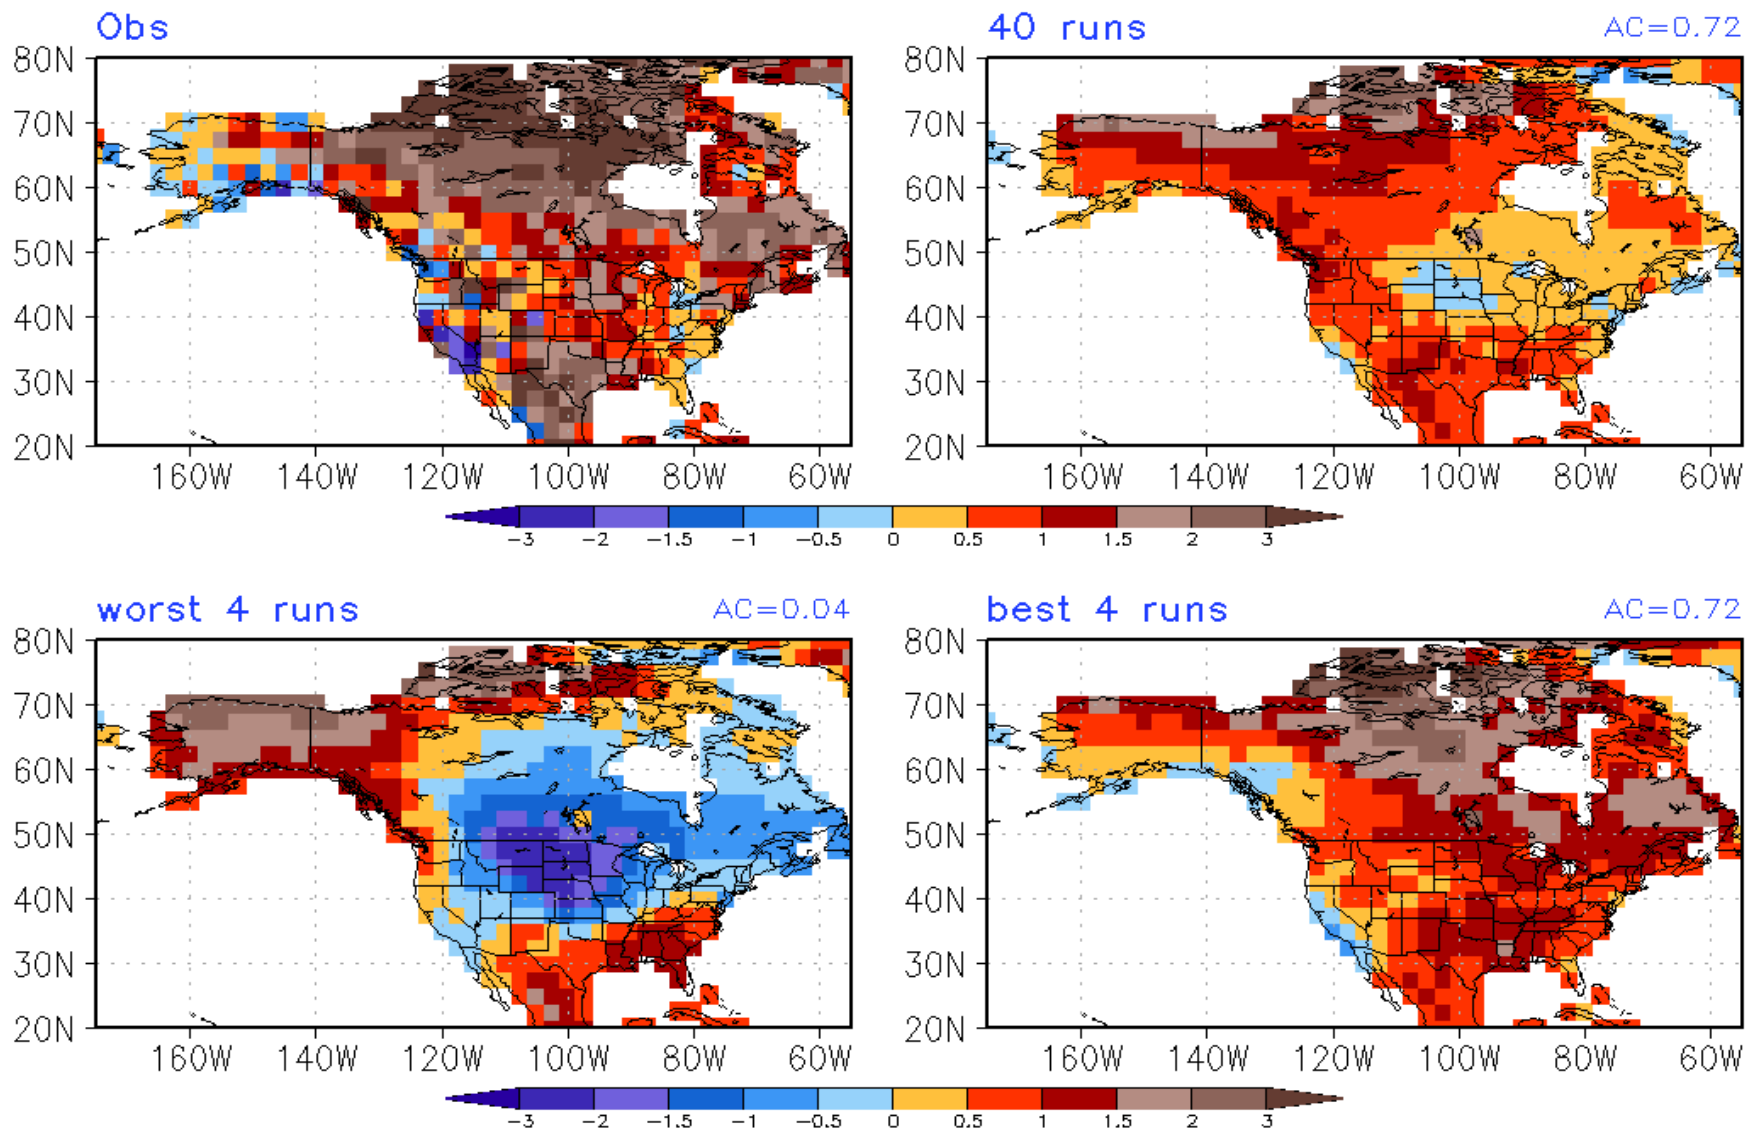 Obs
40 runs AC=0.72
80N 80N
70N 70N
60N 60N
50N 50N
40N 40N
30N 30N
20N 20N
160W 140W 120W 100W 80W 60W 160W 140W 120W 100W 80W 60W
-3 -2 -1.5 -1 -0.5 0 0.5 1 1.5 2 3
worst 4 runs AC=0.04
best 4 runs AC=0.72
80N 80N
70N 70N
60N 60N
50N 50N
40N 40N
30N 30N
20N 20N
160W 140W 120W 100W 80W 60W 160W 140W 120W 100W 80W 60W
-3 -2 -1.5 -1 -0.5 0 0.5 1 1.5 2 3